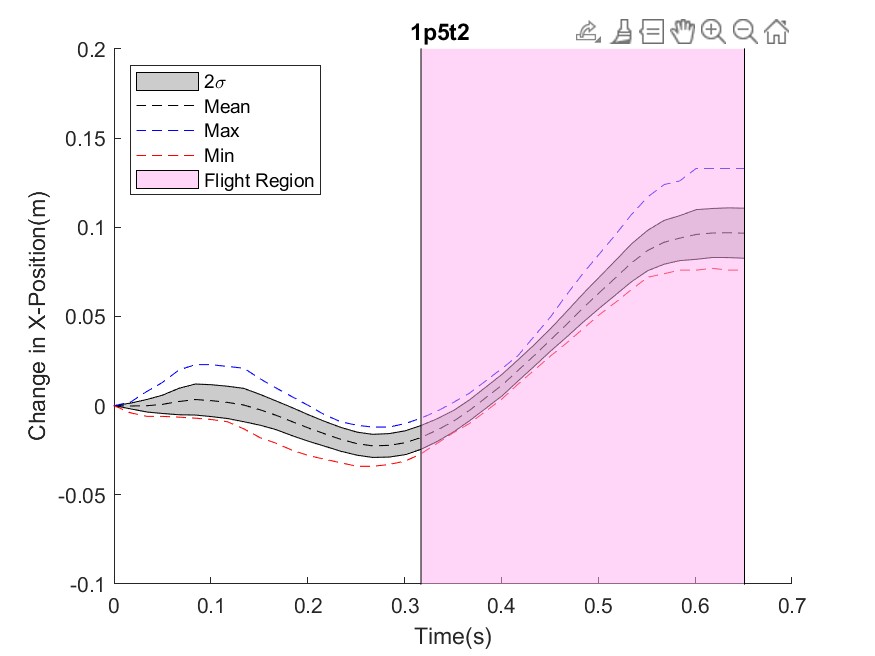 1p5t2
0.2
0.15
0.1
0.05
0
-0.05
-0.1
Change in X-Position(m)
2σ
Mean
Max
Min
Flight Region
0 0.1 0.2 0.3 0.4 0.5 0.6 0.7
Time(s)